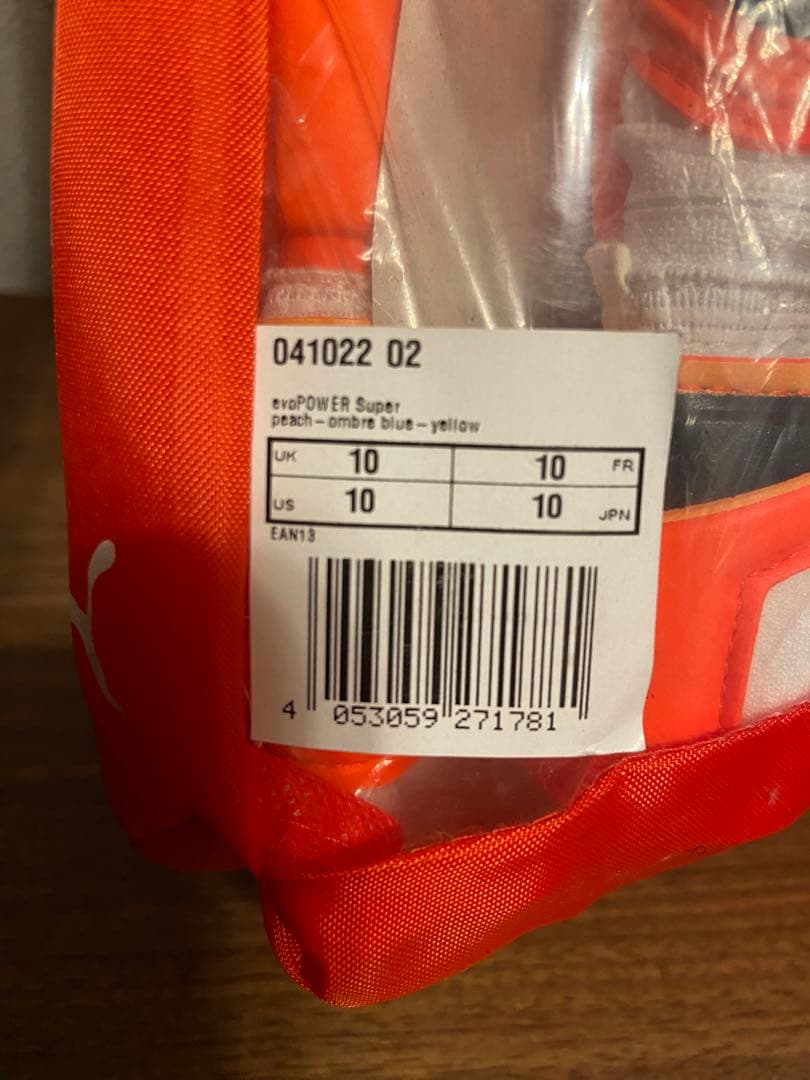 041022 02
evoPOWER Super
peach-ombre blue-yellow
UK 10 10 FR
US 10 10 JPN
EAN13
4 053059 271781